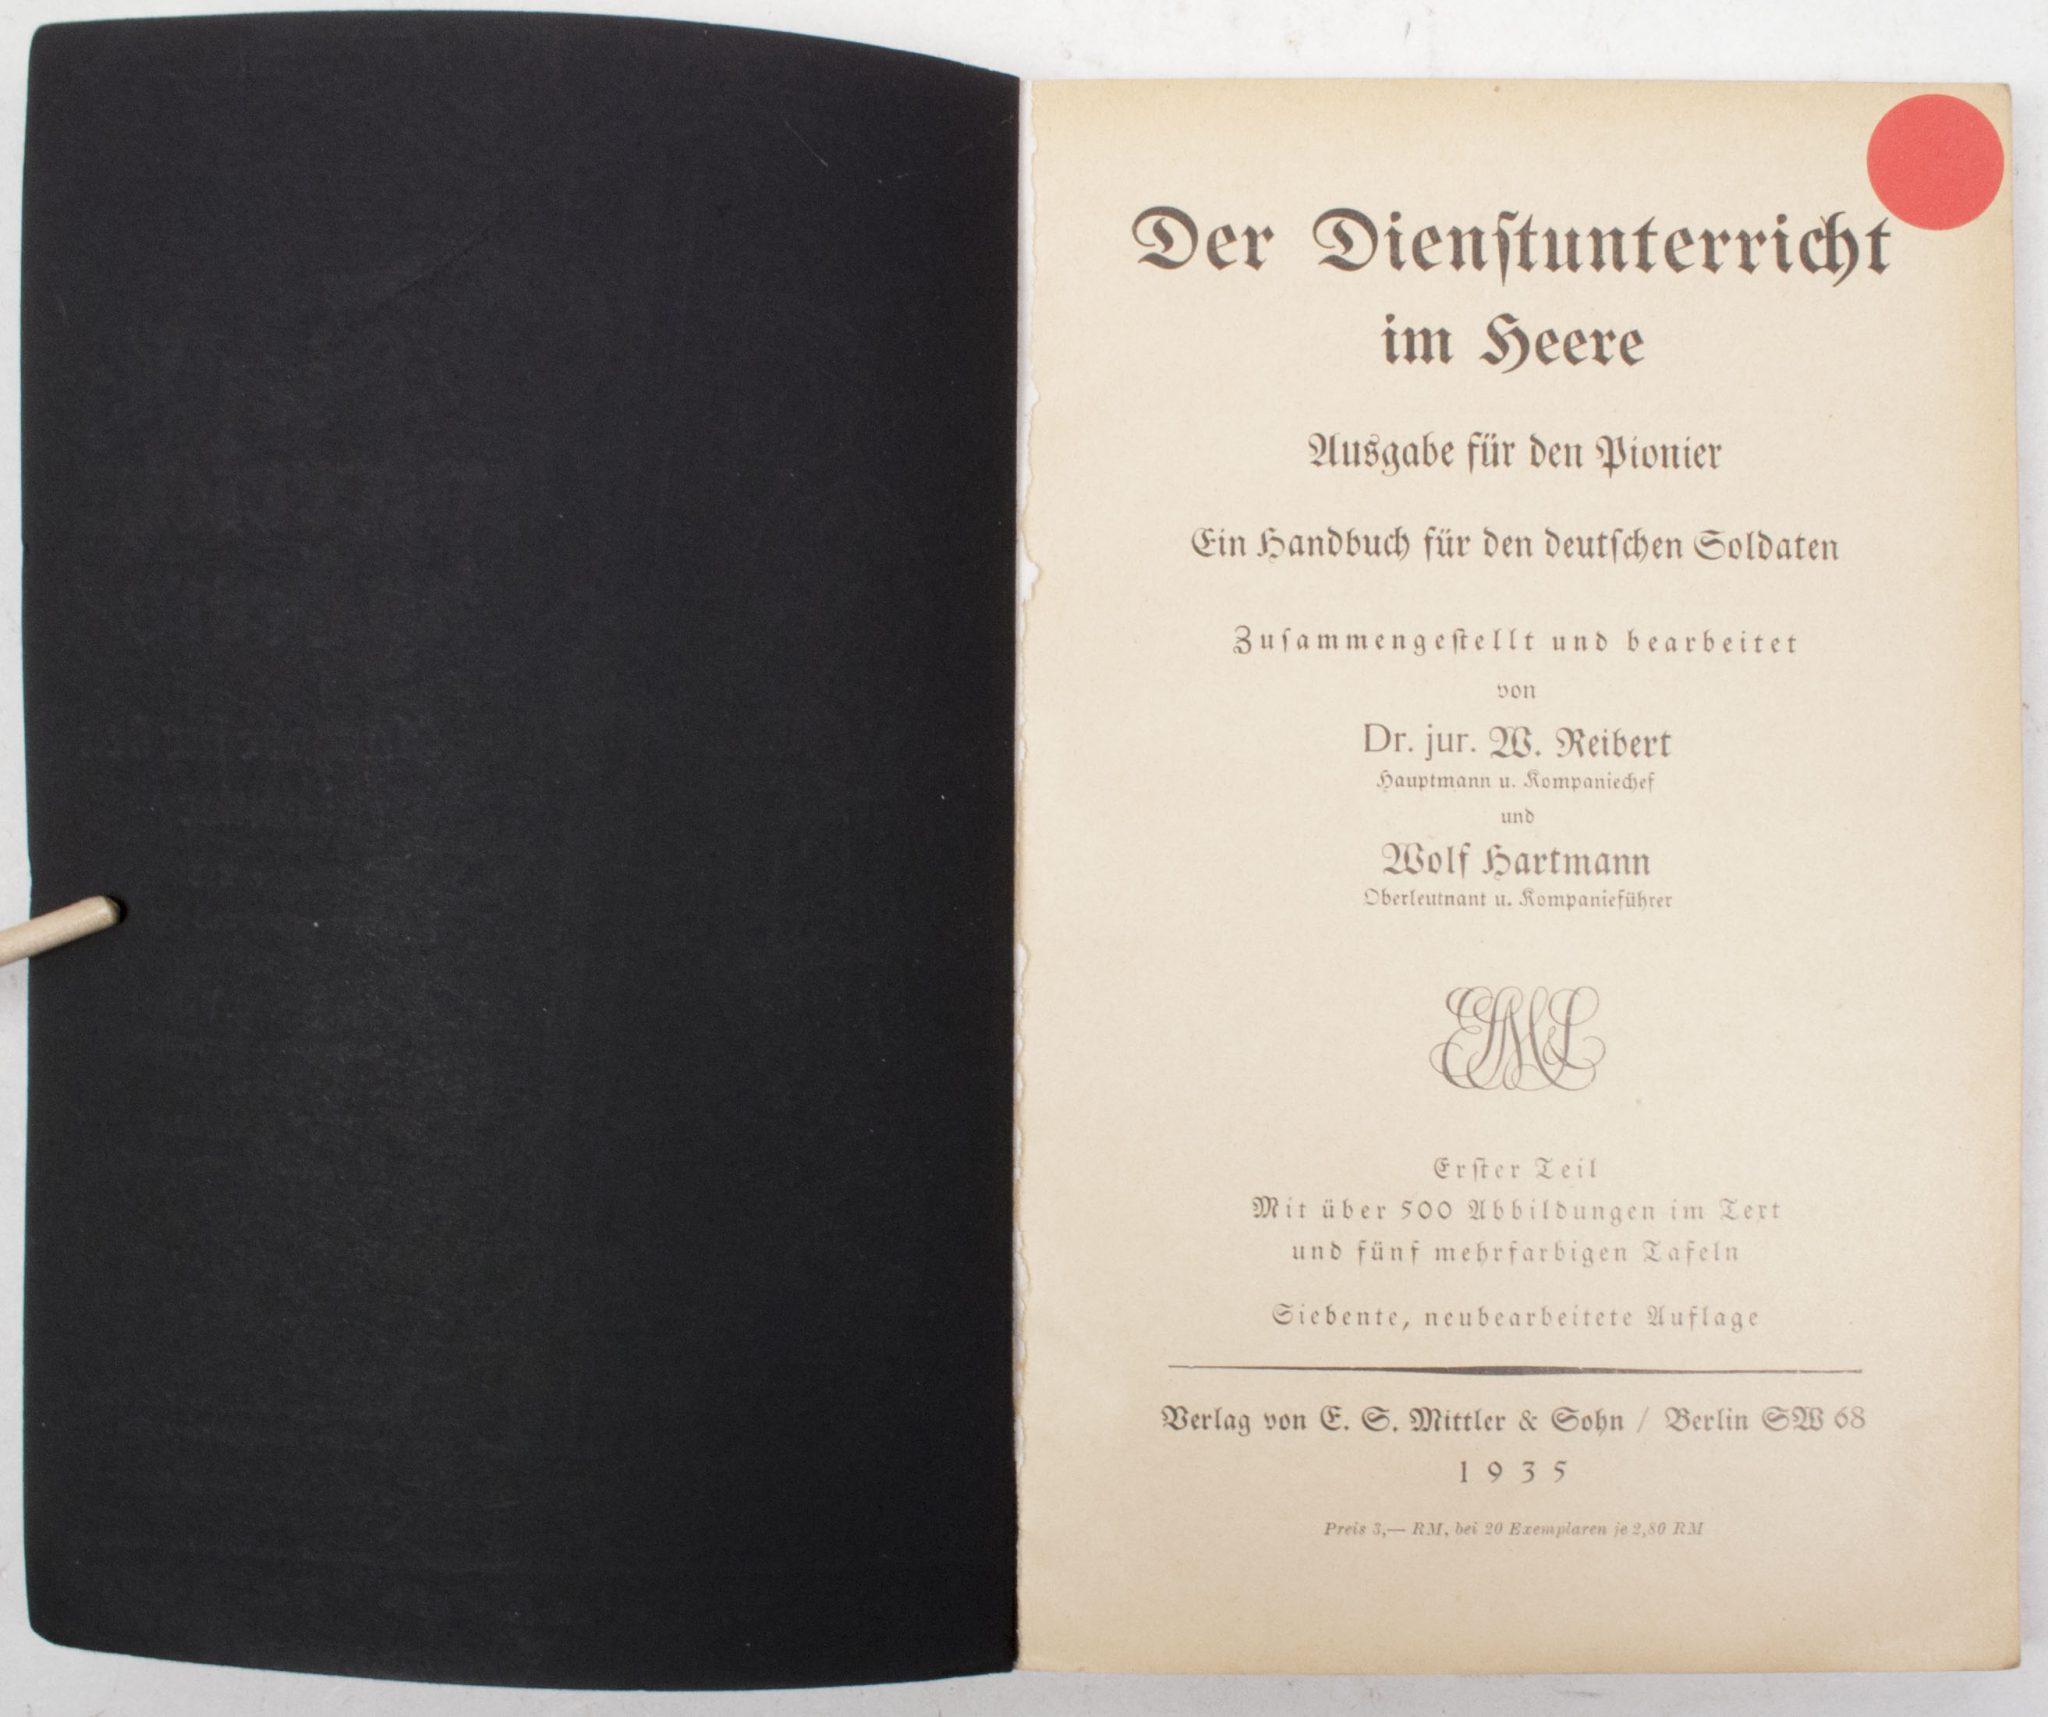 Der Dienſtunterricht
im Heere
Ausgabe für den Pionier
Ein Handbuch für den deutſchen Soldaten
Zuſammengeſtellt und bearbeitet
von
Dr. jur. W. Reibert
Hauptmann u. Kompaniechef
und
Wolf Hartmann
Oberleutnant u. Kompanieführer
Erſter Teil
Mit über 500 Abbildungen im Text
und fünf mehrfarbigen Tafeln
Siebente, neubearbeitete Auflage
Verlag von E. S. Mittler & Sohn / Berlin SW 68
1935
Preis 3,— RM, bei 20 Exemplaren je 2,80 RM